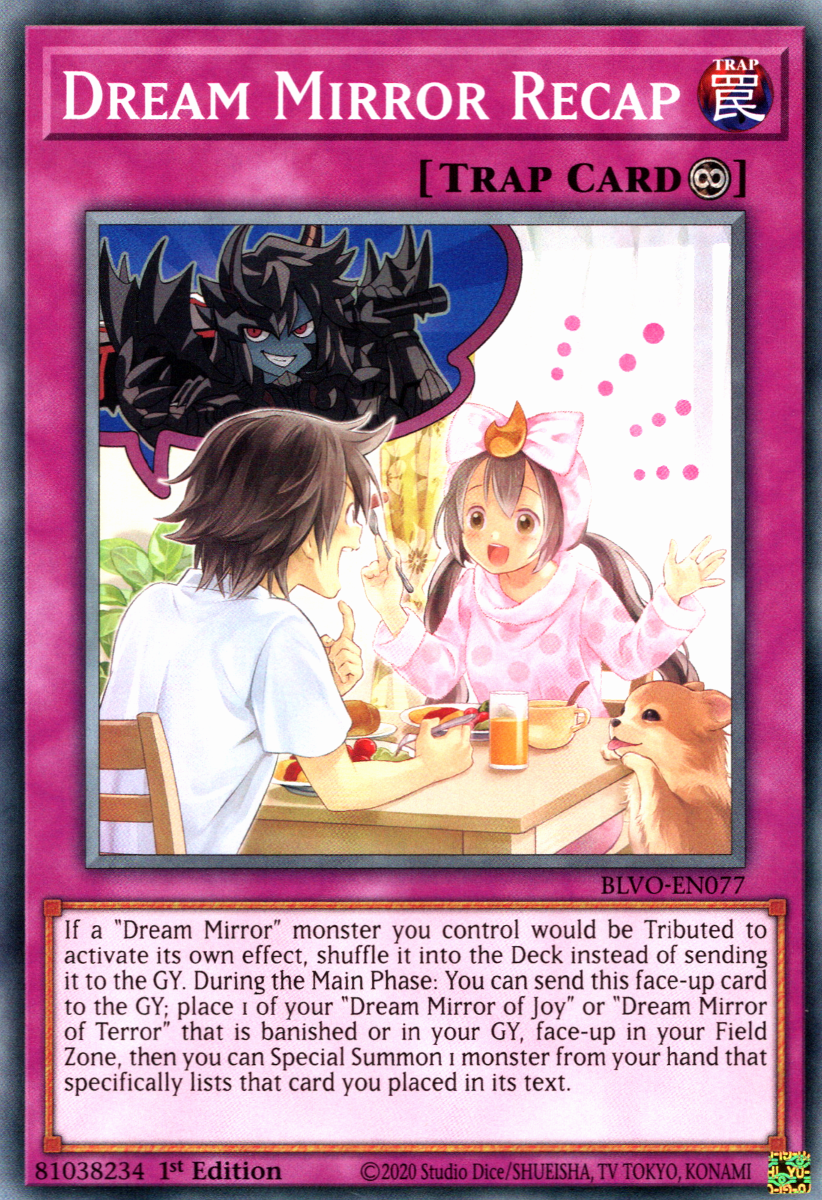 DREAM MIRROR RECAP
TRAP
罠
[TRAP CARD ]
BLVO-EN077
If a "Dream Mirror" monster you control would be Tributed to
activate its own effect, shuffle it into the Deck instead of sending
it to the GY. During the Main Phase: You can send this face-up card
to the GY; place 1 of your "Dream Mirror of Joy" or "Dream Mirror
of Terror" that is banished or in your GY, face-up in your Field
Zone, then you can Special Summon 1 monster from your hand that
specifically lists that card you placed in its text.
81038234 1st Edition ©2020 Studio Dice/SHUEISHA, TV TOKYO, KONAMI